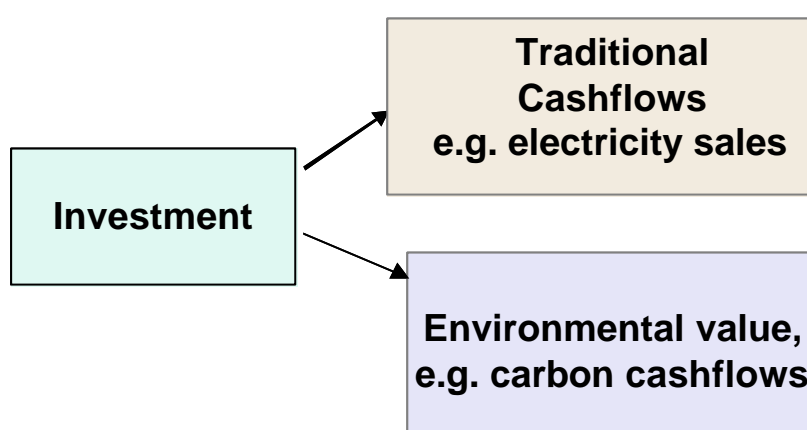 Traditional
Cashflows
e.g. electricity sales
Investment
Environmental value,
e.g. carbon cashflows